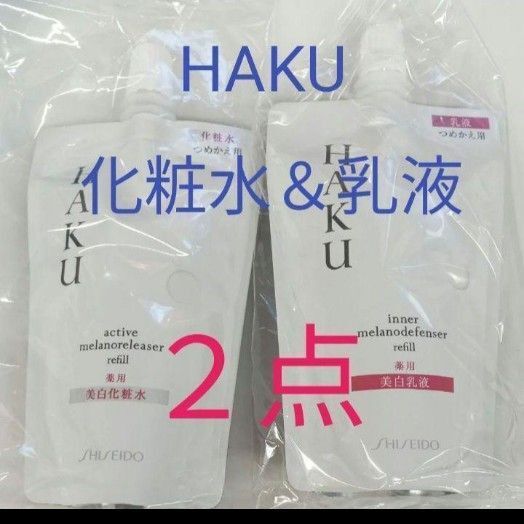 HAKU
化粧水＆乳液
２点
化粧水
つめかえ用
HAKU
active
melanoreleaser
refill
薬用
美白化粧水
SHISEIDO
乳液
つめかえ用
HAKU
inner
melanodefenser
refill
薬用
美白乳液
SHISEIDO